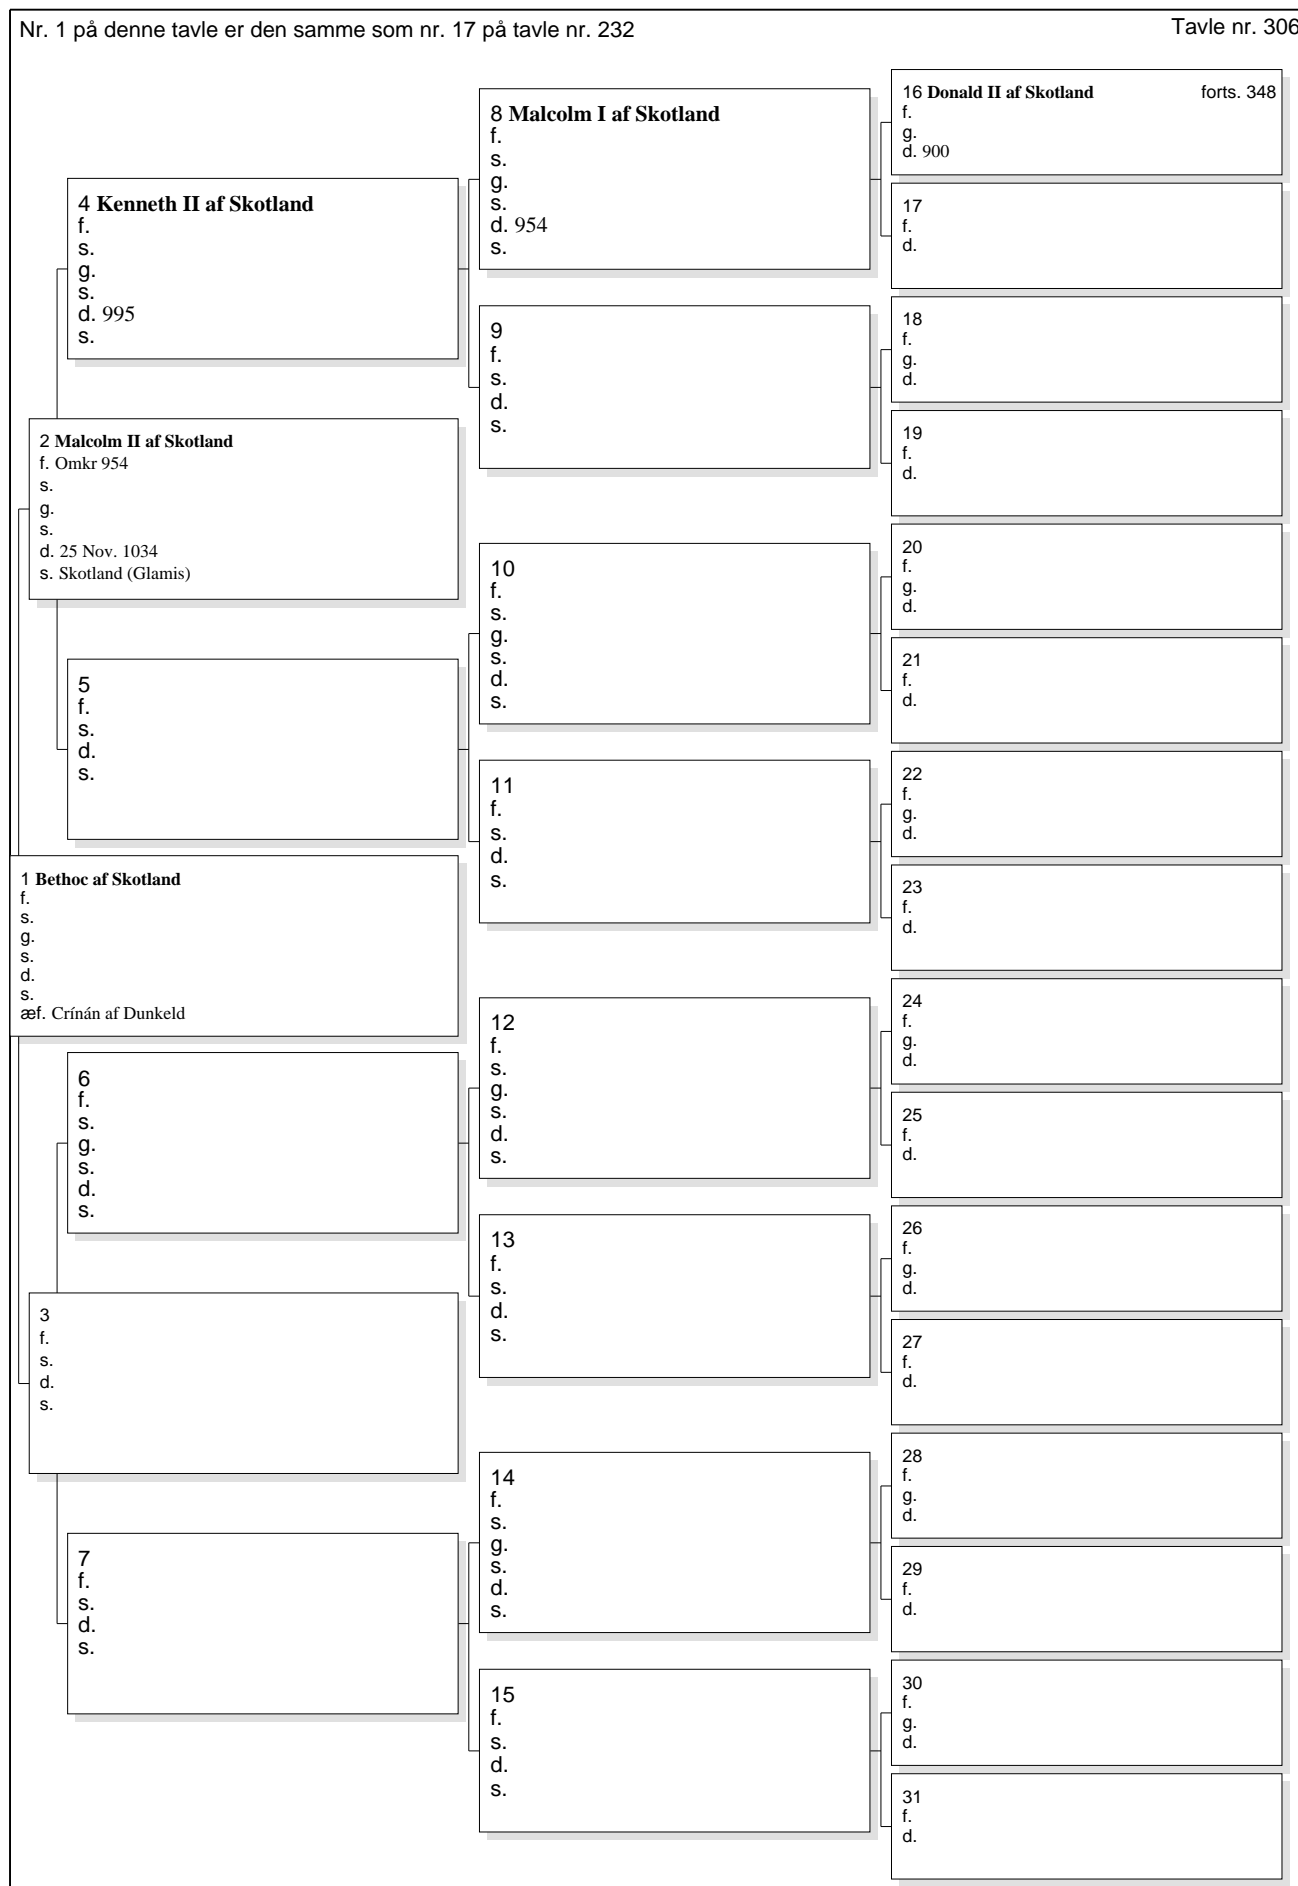 Nr. 1 på denne tavle er den samme som nr. 17 på tavle nr. 232
Tavle nr. 306
16 Donald II af Skotland forts. 348
f.
g.
d. 900
8 Malcolm I af Skotland
f.
s.
g.
s.
d. 954
s.
17
f.
d.
4 Kenneth II af Skotland
f.
s.
g.
s.
d. 995
s.
18
f.
g.
d.
9
f.
s.
d.
s.
19
f.
d.
2 Malcolm II af Skotland
f. Omkr 954
s.
g.
s.
d. 25 Nov. 1034
s. Skotland (Glamis)
20
f.
g.
d.
10
f.
s.
g.
s.
d.
s.
21
f.
d.
5
f.
s.
d.
s.
22
f.
g.
d.
11
f.
s.
d.
s.
23
f.
d.
1 Bethoc af Skotland
f.
s.
g.
s.
d.
s.
æf. Crínán af Dunkeld
24
f.
g.
d.
12
f.
s.
g.
s.
d.
s.
25
f.
d.
6
f.
s.
g.
s.
d.
s.
26
f.
g.
d.
13
f.
s.
d.
s.
27
f.
d.
3
f.
s.
d.
s.
28
f.
g.
d.
14
f.
s.
g.
s.
d.
s.
29
f.
d.
7
f.
s.
d.
s.
30
f.
g.
d.
15
f.
s.
d.
s.
31
f.
d.